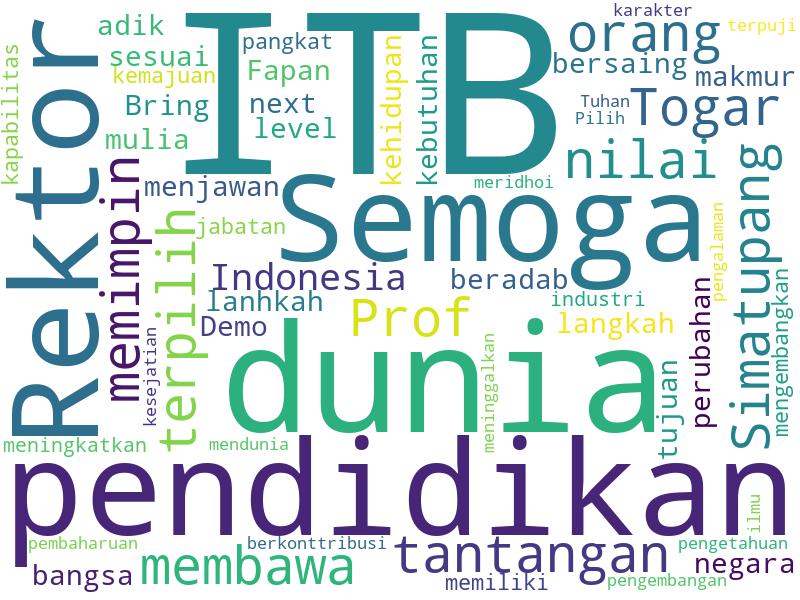 karakter
adik
ITB
orang
terpuji
kapabilitas
Rektor
sesuai
pangkat
kehidupan
kebutuhan
bersaing
kemajuan
Fapan
makmur
Bring
next
Tuhan
Togar
level
Pilih
mulia
nilai
memimpin
menjawan
Semoga
meridhoi
Simatupang
terpilih
jabatan
pengalaman
Indonesia
beradab
mengembangkan
lanhkah
Prof
industri
perubahan
Demo
langkah
kesejatian
dunia
meninggalkan
tujuan
meningkatkan
mendunia
pendidikan
ilmu
pembaharuan
berkonttribusi
tantangan
pengetahuan
bangsa
membawa
negara
memiliki
pengembangan